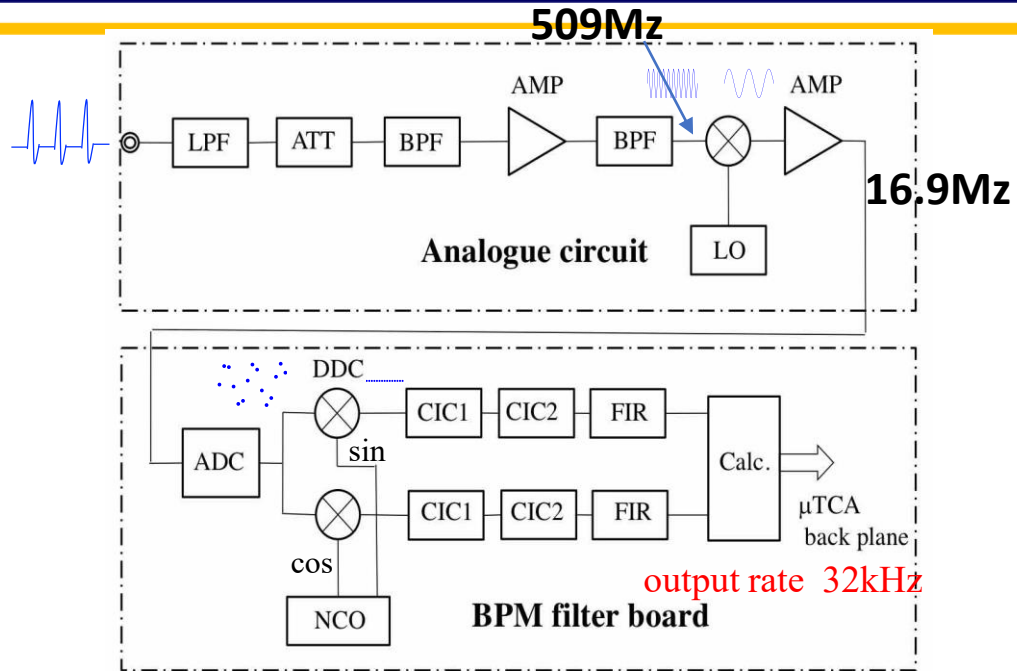 509Mz
AMP
AMP
LPF
ATT
BPF
BPF
16.9Mz
LO
Analogue circuit
DDC
CIC1
CIC2
FIR
sin
ADC
Calc.
CIC1
CIC2
FIR
μTCA
back plane
cos
output rate 32kHz
NCO
BPM filter board